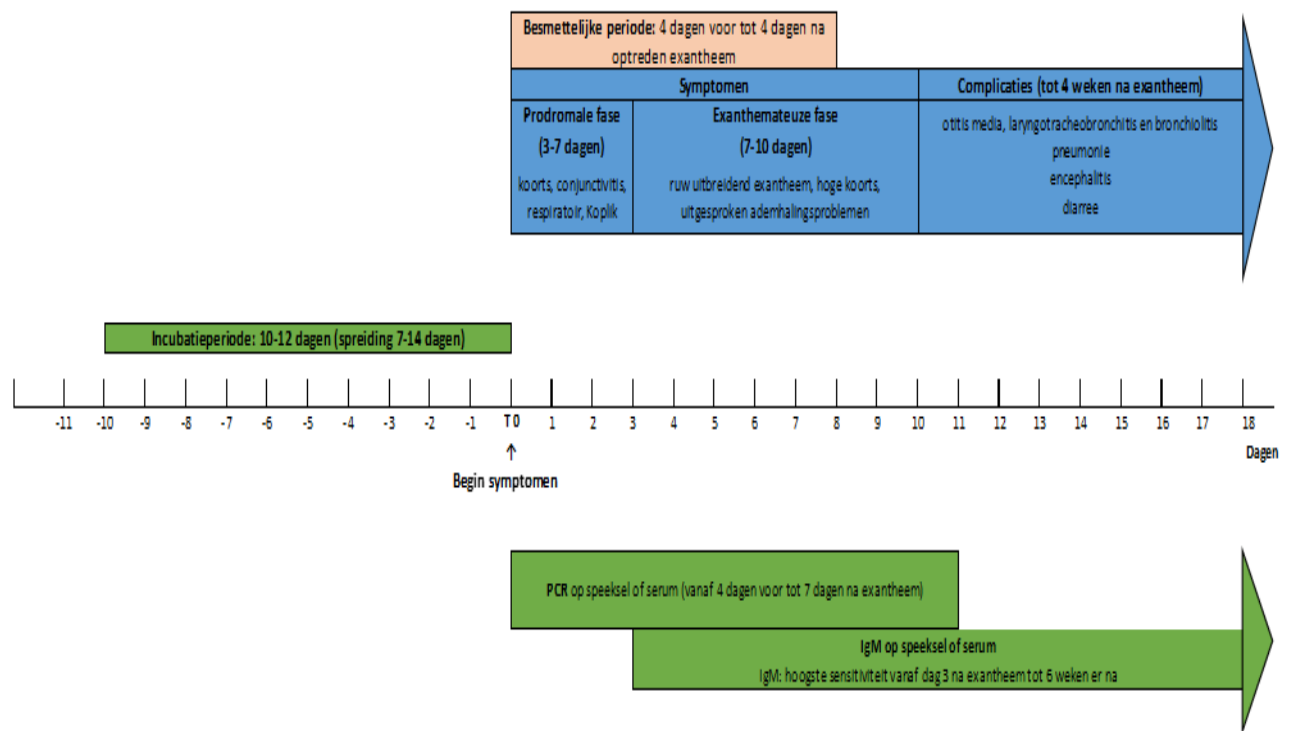 Besmettelijke periode: 4 dagen voor tot 4 dagen na
optreden exantheem
Symptomen
Complicaties (tot 4 weken na exantheem)
Prodromale fase
(3-7 dagen)
koorts, conjunctivitis,
respiratoir, Koplik
Exanthemateuze fase
(7-10 dagen)
ruw uitbreidend exantheem, hoge koorts,
uitgesproken ademhalingsproblemen
otitis media, laryngotracheobronchitis en bronchiolitis
pneumonie
encephalitis
diarree
Incubatieperiode: 10-12 dagen (spreiding 7-14 dagen)
-11 -10 -9 -8 -7 -6 -5 -4 -3 -2 -1 T0 1 2 3 4 5 6 7 8 9 10 11 12 13 14 15 16 17 18
Dagen
↑
Begin symptomen
PCR op speeksel of serum (vanaf 4 dagen voor tot 7 dagen na exantheem)
IgM op speeksel of serum
IgM: hoogste sensitiviteit vanaf dag 3 na exantheem tot 6 weken er na